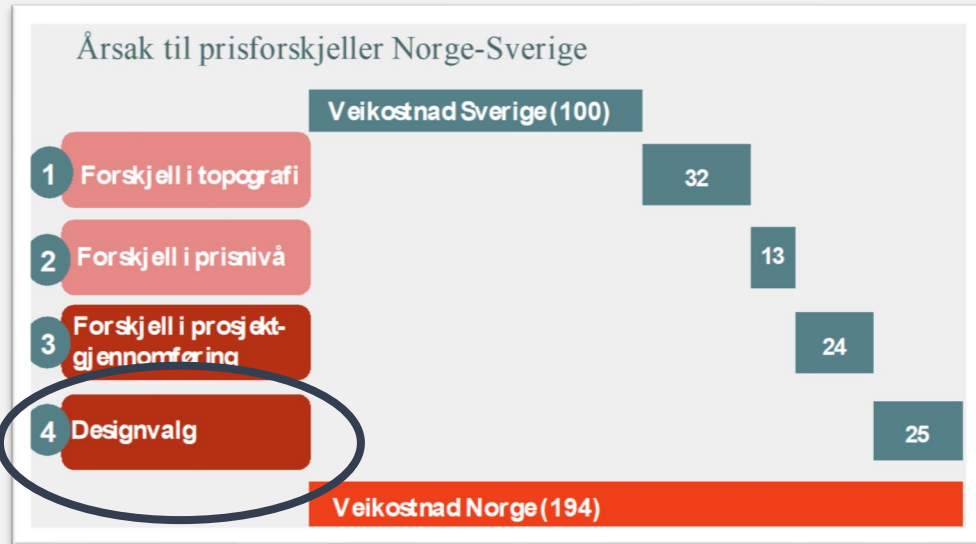 Årsak til prisforskjeller Norge-Sverige
Veikostnad Sverige (100)
1 Forskjell i topografi 32
2 Forskjell i prisnivå 13
3 Forskjell i prosjekt-
gjennomføring 24
4 Designvalg 25
Veikostnad Norge (194)